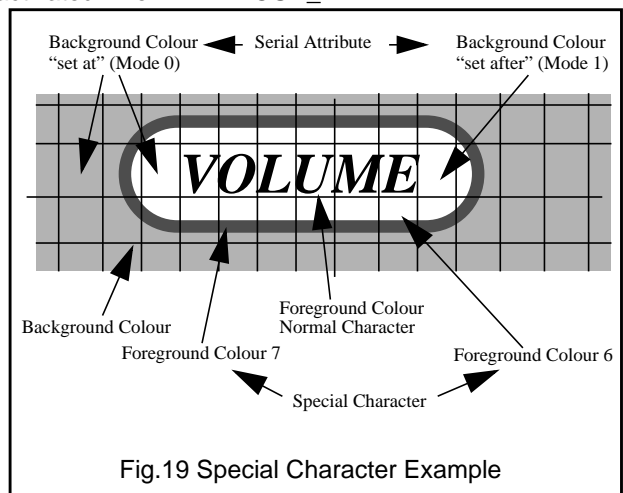 Background Colour
“set at” (Mode 0)
Serial Attribute
Background Colour
“set after” (Mode 1)
VOLUME
Background Colour
Foreground Colour 7
Foreground Colour
Normal Character
Foreground Colour 6
Special Character
Fig.19 Special Character Example